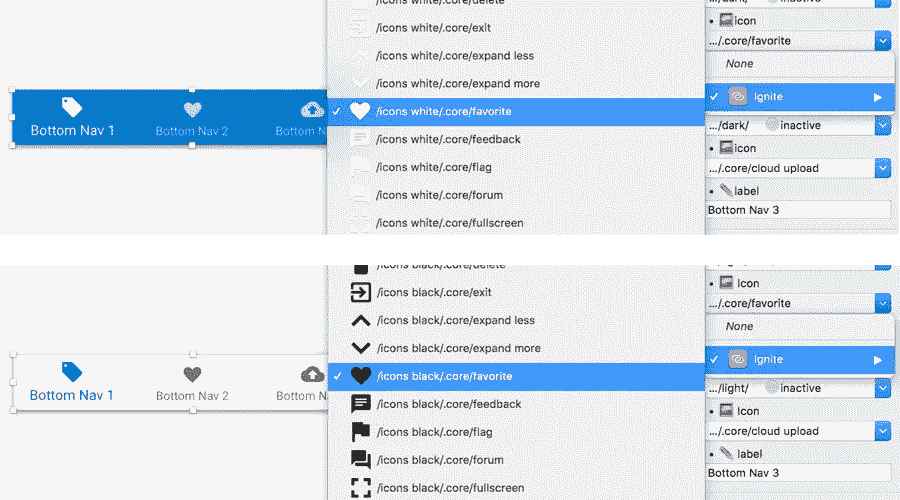 /icons white/.core/delete
.../dark/ inactive
/icons white/.core/exit
• icon
/icons white/.core/expand less
.../.core/favorite
None
/icons white/.core/expand more
✓ Ignite ▶
✓ /icons white/.core/favorite
Bottom Nav 1 Bottom Nav 2 Bottom N
/icons white/.core/feedback
.../dark/ inactive
• icon
/icons white/.core/flag
.../.core/cloud upload
/icons white/.core/forum
• label
/icons white/.core/fullscreen
Bottom Nav 3
/icons black/.core/delete
• Icon
/icons black/.core/exit
.../.core/favorite
/icons black/.core/expand less
None
/icons black/.core/expand more
✓ Ignite ▶
✓ /icons black/.core/favorite
Bottom Nav 1 Bottom Nav 2 Bottom N
.../light/ inactive
/icons black/.core/feedback
• Icon
/icons black/.core/flag
.../.core/cloud upload
/icons black/.core/forum
• label
/icons black/.core/fullscreen
Bottom Nav 3